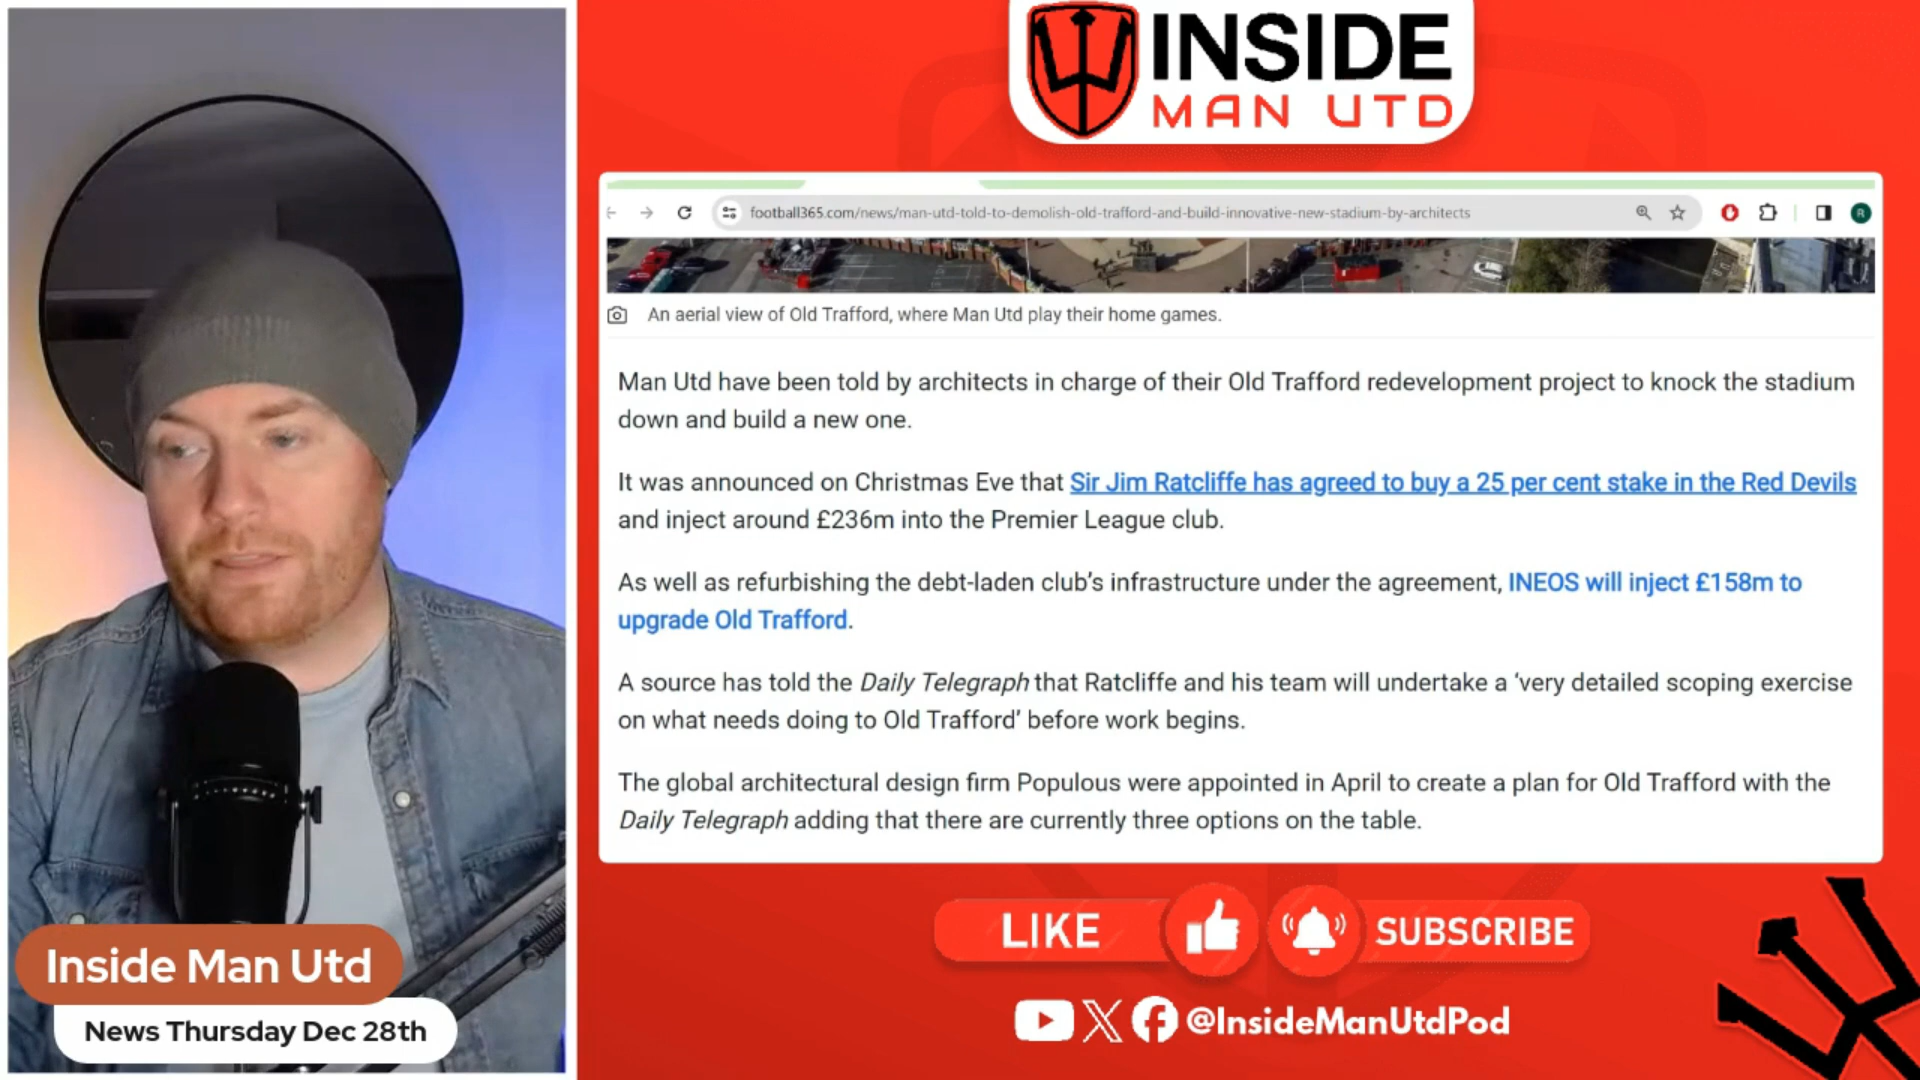 INSIDE
MAN UTD
football365.com/news/man-utd-told-to-demolish-old-trafford-and-build-innovative-new-stadium-by-architects
R
An aerial view of Old Trafford, where Man Utd play their home games.
Man Utd have been told by architects in charge of their Old Trafford redevelopment project to knock the stadium
down and build a new one.
It was announced on Christmas Eve that Sir Jim Ratcliffe has agreed to buy a 25 per cent stake in the Red Devils
and inject around £236m into the Premier League club.
As well as refurbishing the debt-laden club’s infrastructure under the agreement, INEOS will inject £158m to
upgrade Old Trafford.
A source has told the Daily Telegraph that Ratcliffe and his team will undertake a ‘very detailed scoping exercise
on what needs doing to Old Trafford’ before work begins.
The global architectural design firm Populous were appointed in April to create a plan for Old Trafford with the
Daily Telegraph adding that there are currently three options on the table.
LIKE
SUBSCRIBE
@InsideManUtdPod
Inside Man Utd
News Thursday Dec 28th